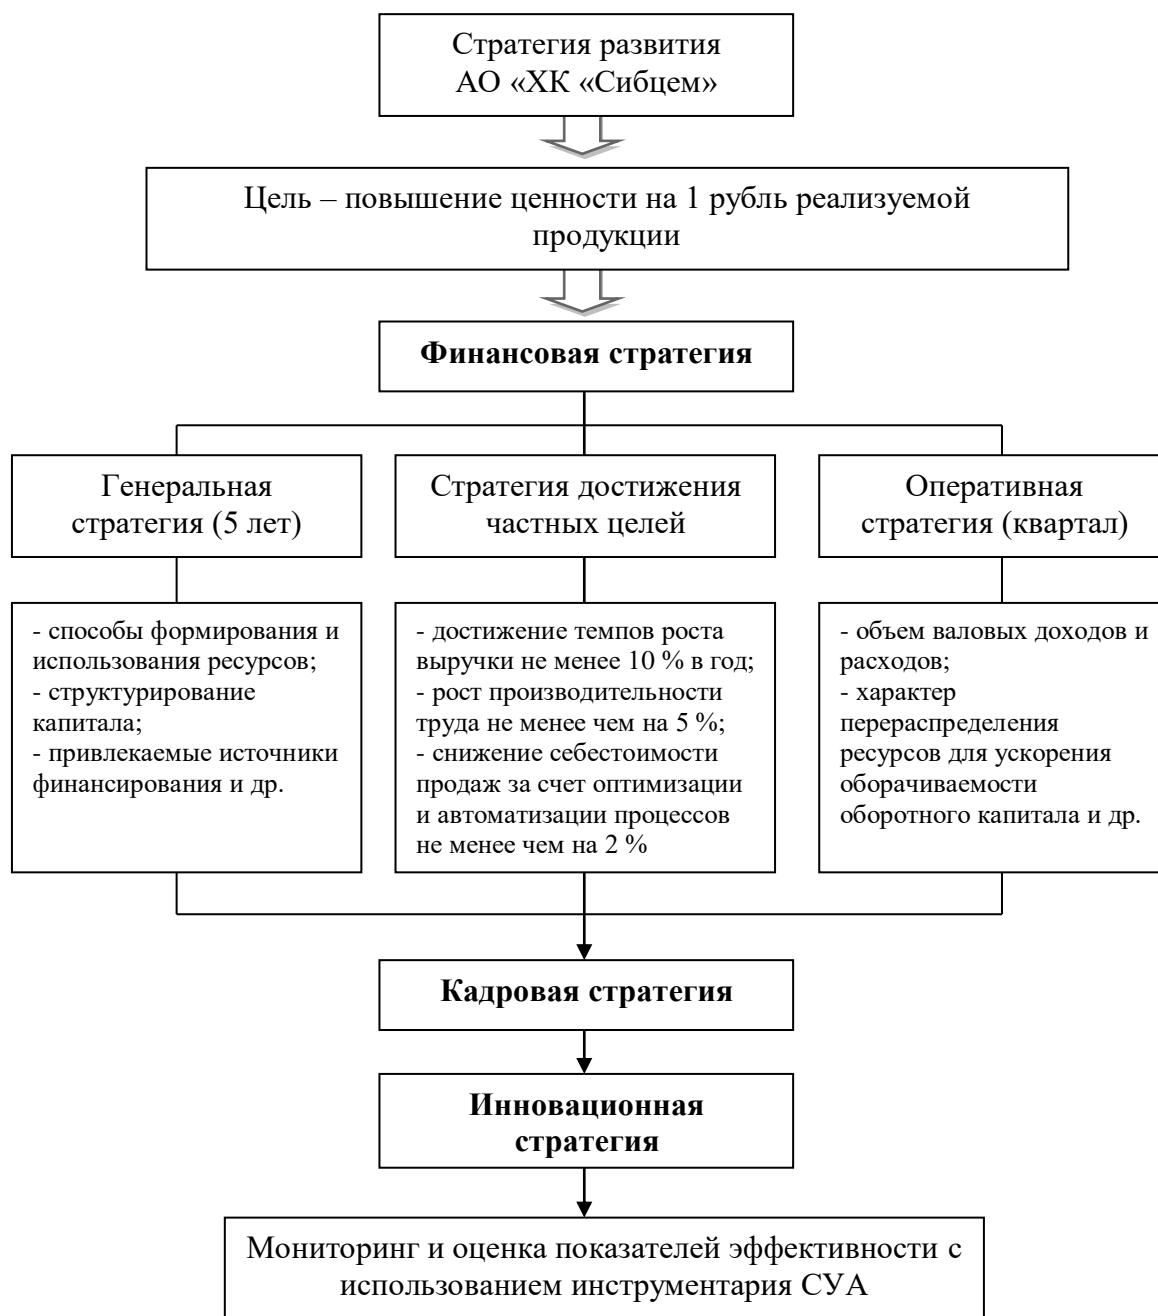 Стратегия развития
АО «ХК «Сибцем»
Цель – повышение ценности на 1 рубль реализуемой
продукции
Финансовая стратегия
Генеральная
стратегия (5 лет)
Стратегия достижения
частных целей
Оперативная
стратегия (квартал)
- способы формирования и
использования ресурсов;
- структурирование
капитала;
- привлекаемые источники
финансирования и др.
- достижение темпов роста
выручки не менее 10 % в год;
- рост производительности
труда не менее чем на 5 %;
- снижение себестоимости
продаж за счет оптимизации
и автоматизации процессов
не менее чем на 2 %
- объем валовых доходов и
расходов;
- характер
перераспределения
ресурсов для ускорения
оборачиваемости
оборотного капитала и др.
Кадровая стратегия
Инновационная
стратегия
Мониторинг и оценка показателей эффективности с
использованием инструментария СУА